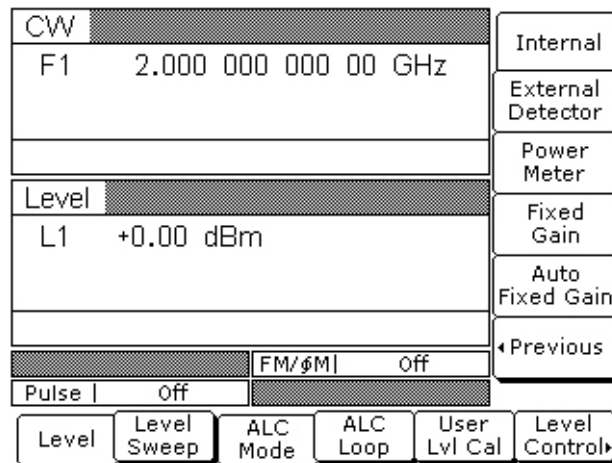 CW
F1 2.000 000 000 00 GHz
Level
L1 +0.00 dBm
FM/ϕM| Off
Pulse | Off
Internal
External
Detector
Power
Meter
Fixed
Gain
Auto
Fixed Gain
◂Previous
Level
Level
Sweep
ALC
Mode
ALC
Loop
User
Lvl Cal
Level
Control▸